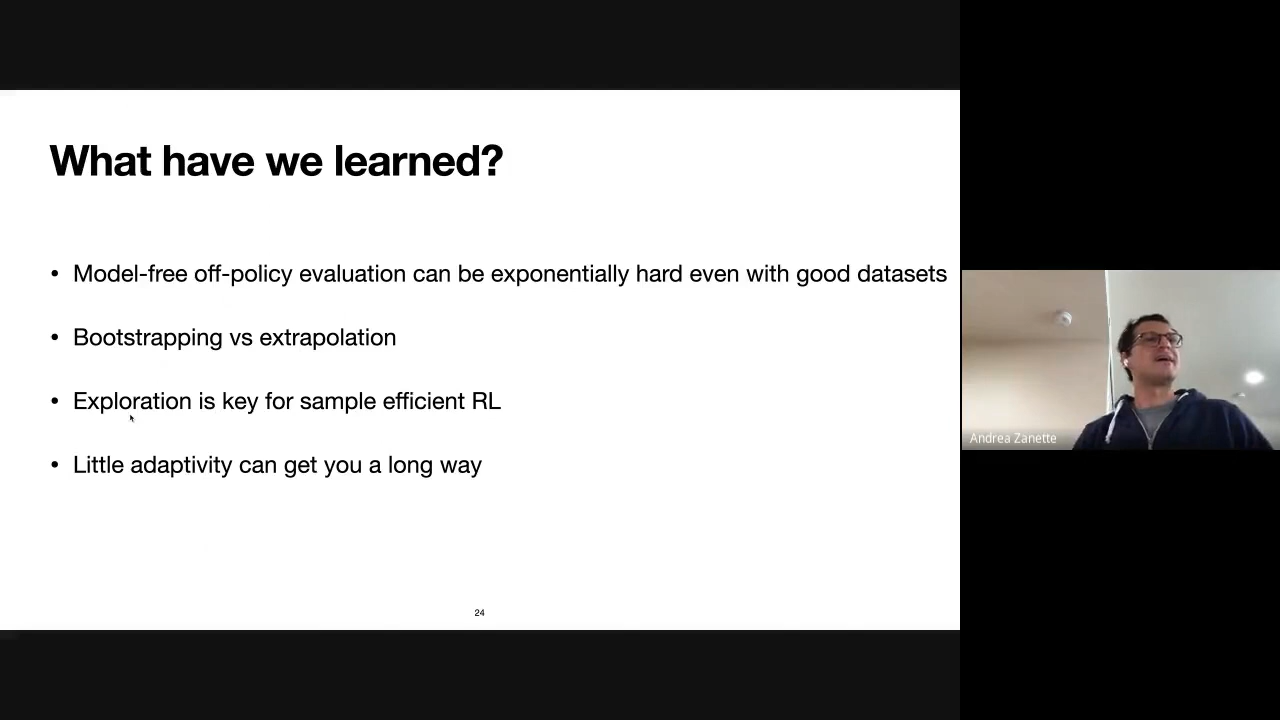 What have we learned?
• Model-free off-policy evaluation can be exponentially hard even with good datasets
• Bootstrapping vs extrapolation
• Exploration is key for sample efficient RL
• Little adaptivity can get you a long way
24
Andrea Zanette